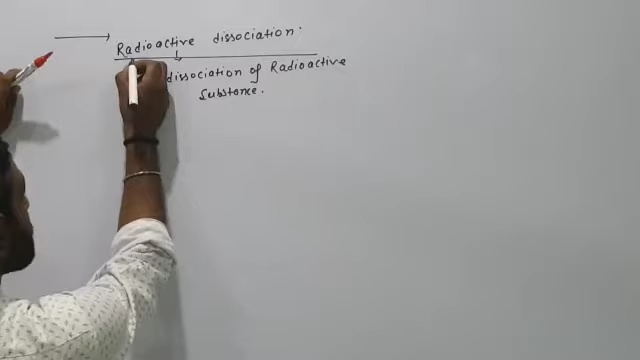 Radioactive dissociation.
dissociation of Radioactive
Substance.